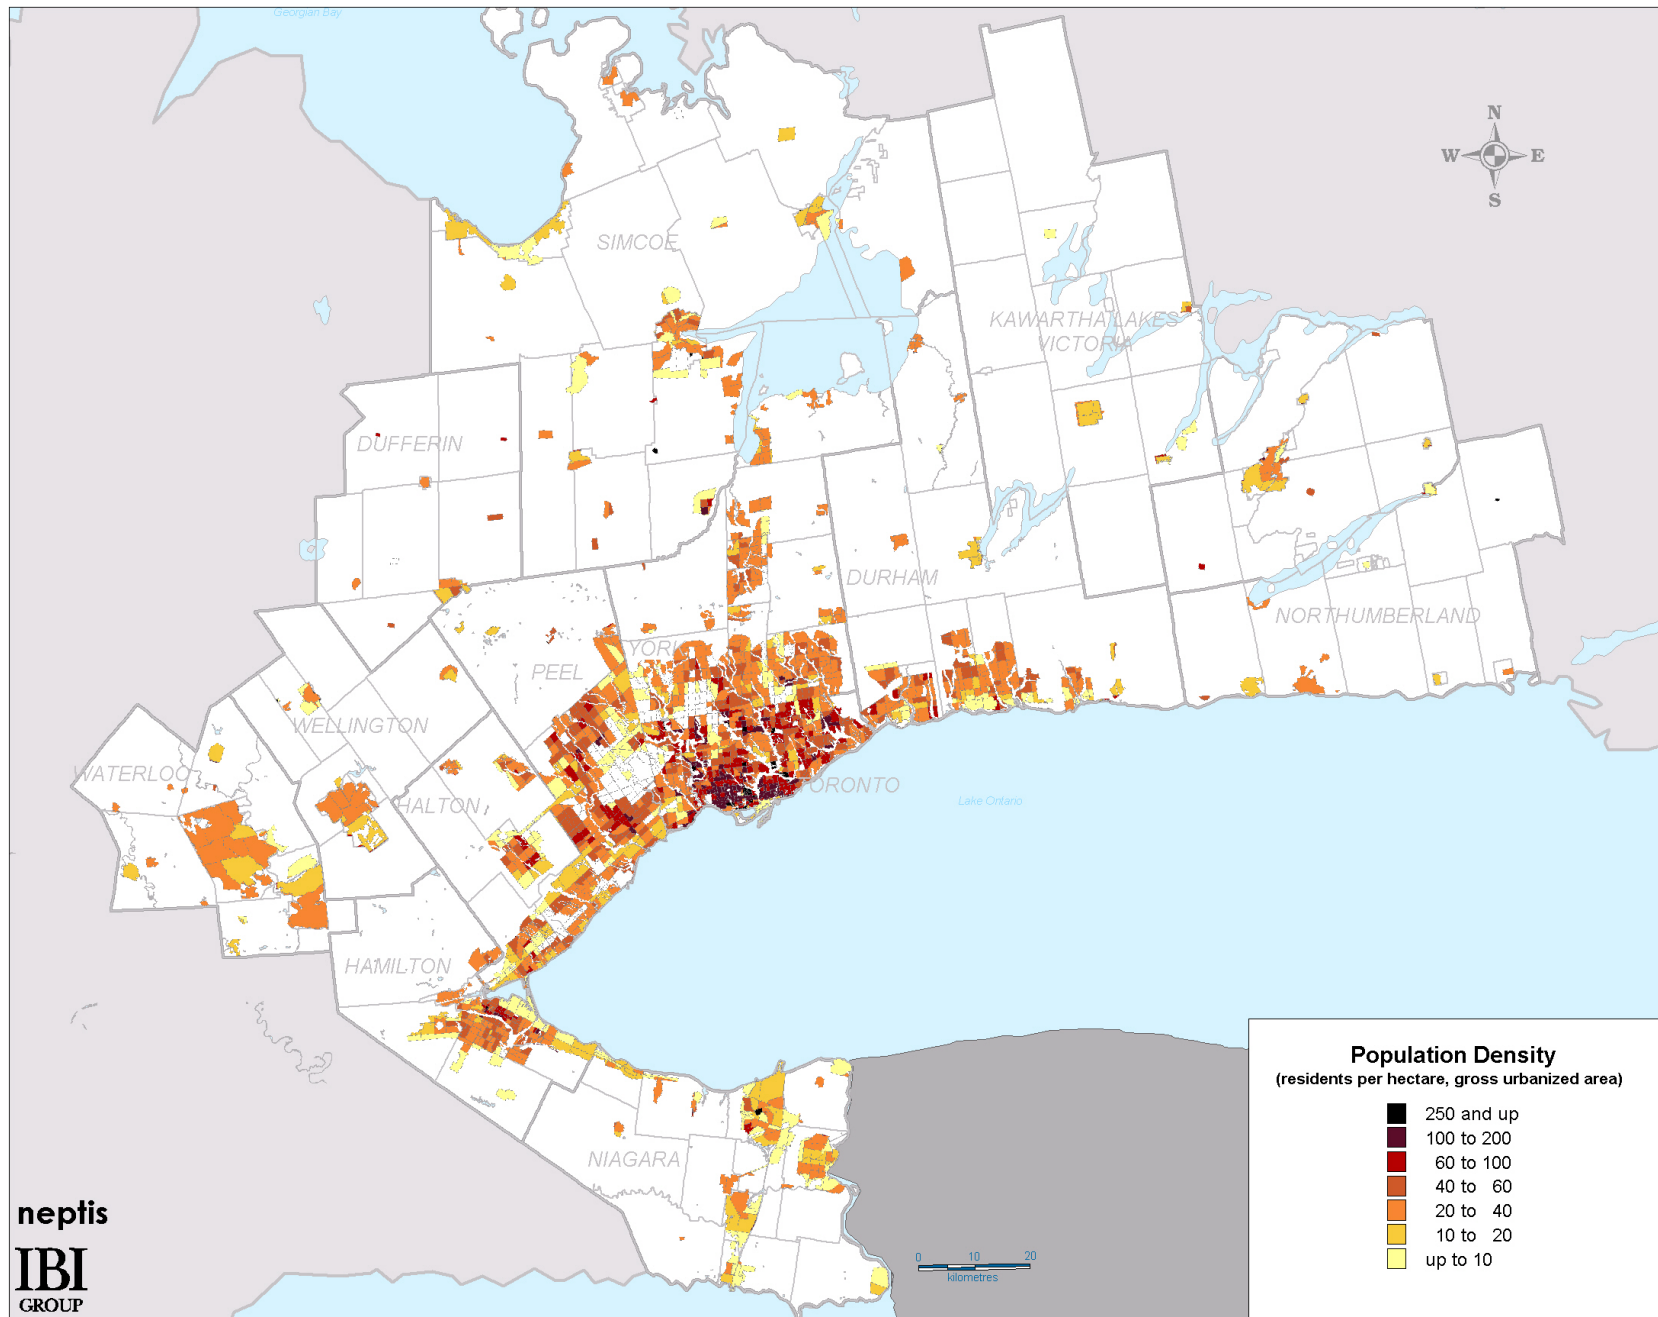 Georgian Bay
N
W
E
S
SIMCOE
KAWARTHA LAKES
VICTORIA
DUFFERIN
DURHAM
NORTHUMBERLAND
YORK
PEEL
WELLINGTON
WATERLOO
HALTON
TORONTO
Lake Ontario
HAMILTON
NIAGARA
Population Density
(residents per hectare, gross urbanized area)
250 and up
100 to 200
60 to 100
40 to 60
20 to 40
10 to 20
up to 10
0 10 20
kilometres
neptis
IBI
GROUP